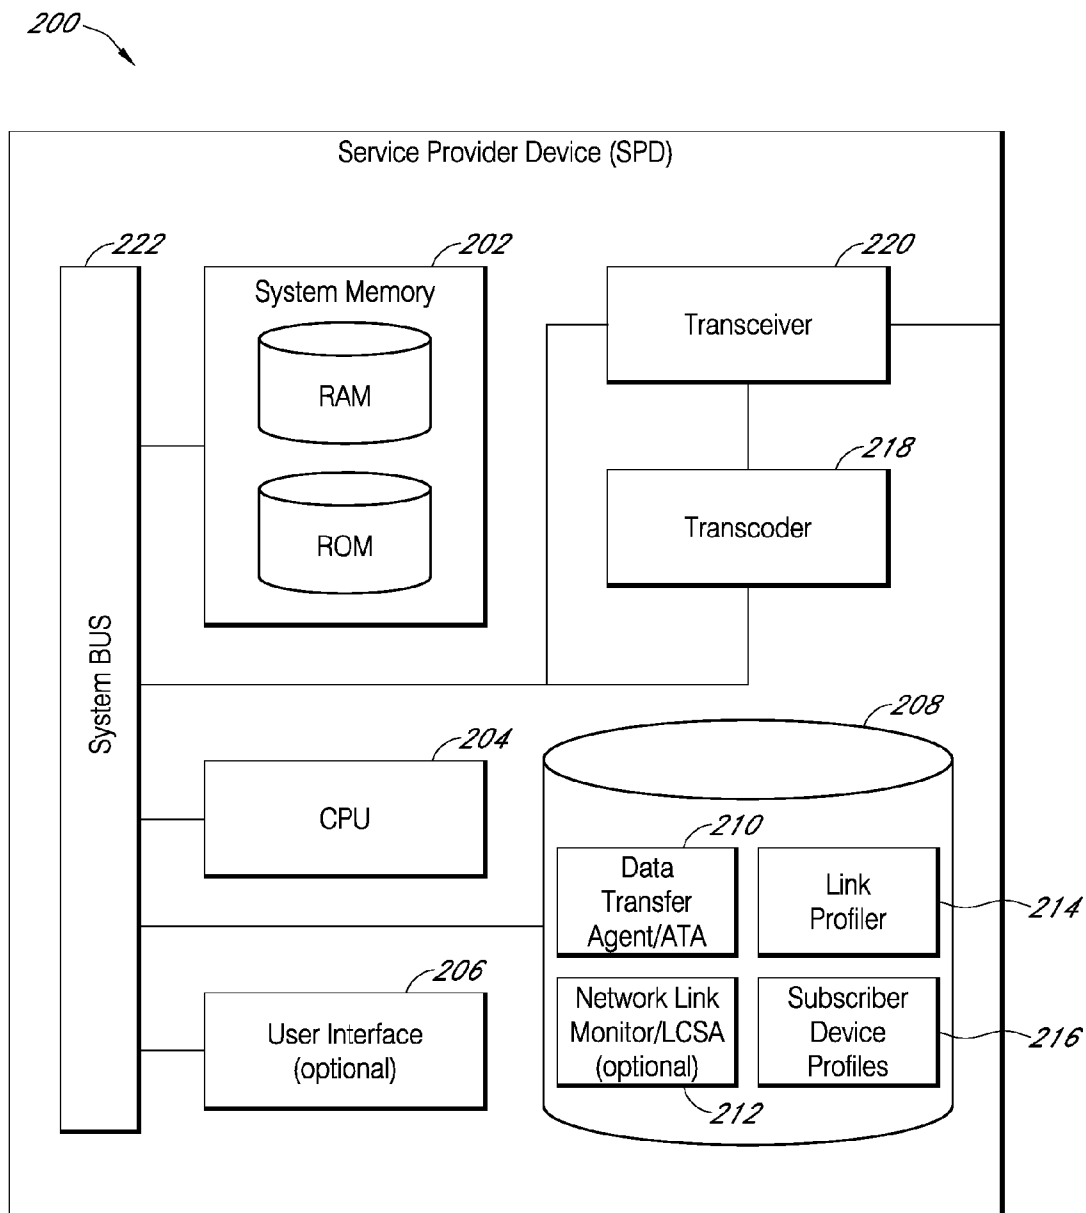 200
Service Provider Device (SPD)
222
202
220
System Memory
RAM
ROM
Transceiver
218
Transcoder
System BUS
204
CPU
208
210
Data
Transfer
Agent/ATA
Link
Profiler
214
206
User Interface
(optional)
Network Link
Monitor/LCSA
(optional)
212
Subscriber
Device
Profiles
216